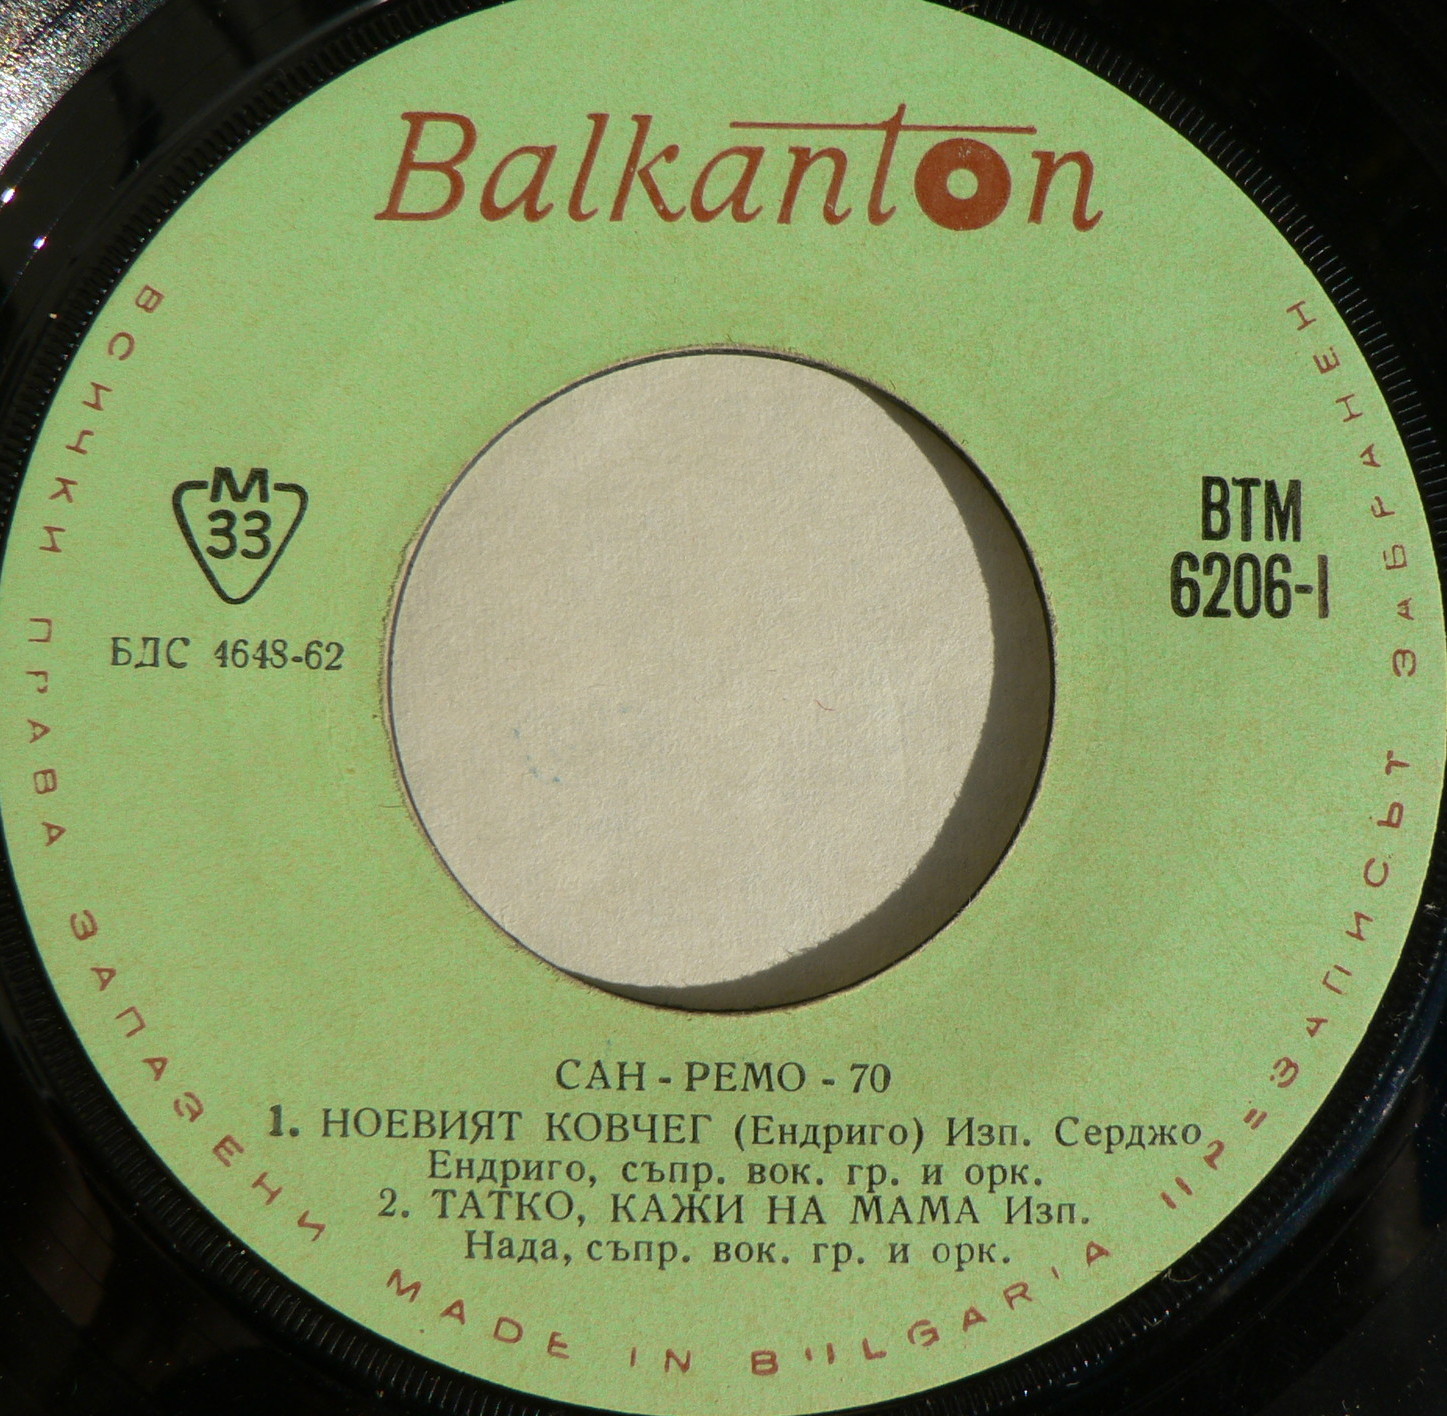 Balkanton
M
33
БДС 4648-62
ВТМ
6206-I
САН - РЕМО - 70
1. НОЕВИЯТ КОВЧЕГ (Ендриго) Изп. Серджо
Ендриго, съпр. вок. гр. и орк.
2. ТАТКО, КАЖИ НА МАМА Изп.
Нада, съпр. вок. гр. и орк.
ВСИЧКИ ПРАВА ЗАПАЗЕНИ MADE IN BULGARIA
ЗАПИСЪТ ЗАБРАНЕН